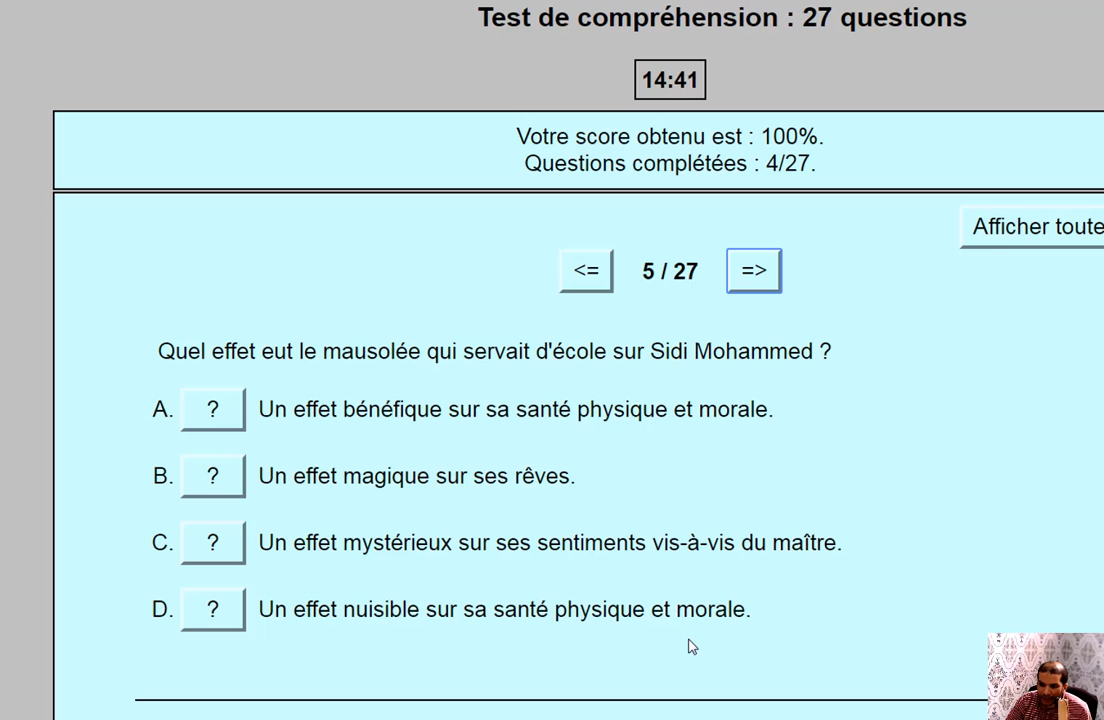 Test de compréhension : 27 questions
14:41
Votre score obtenu est : 100%.
Questions complétées : 4/27.
Afficher toute
<= 5 / 27 =>
Quel effet eut le mausolée qui servait d'école sur Sidi Mohammed ?
A. ? Un effet bénéfique sur sa santé physique et morale.
B. ? Un effet magique sur ses rêves.
C. ? Un effet mystérieux sur ses sentiments vis-à-vis du maître.
D. ? Un effet nuisible sur sa santé physique et morale.